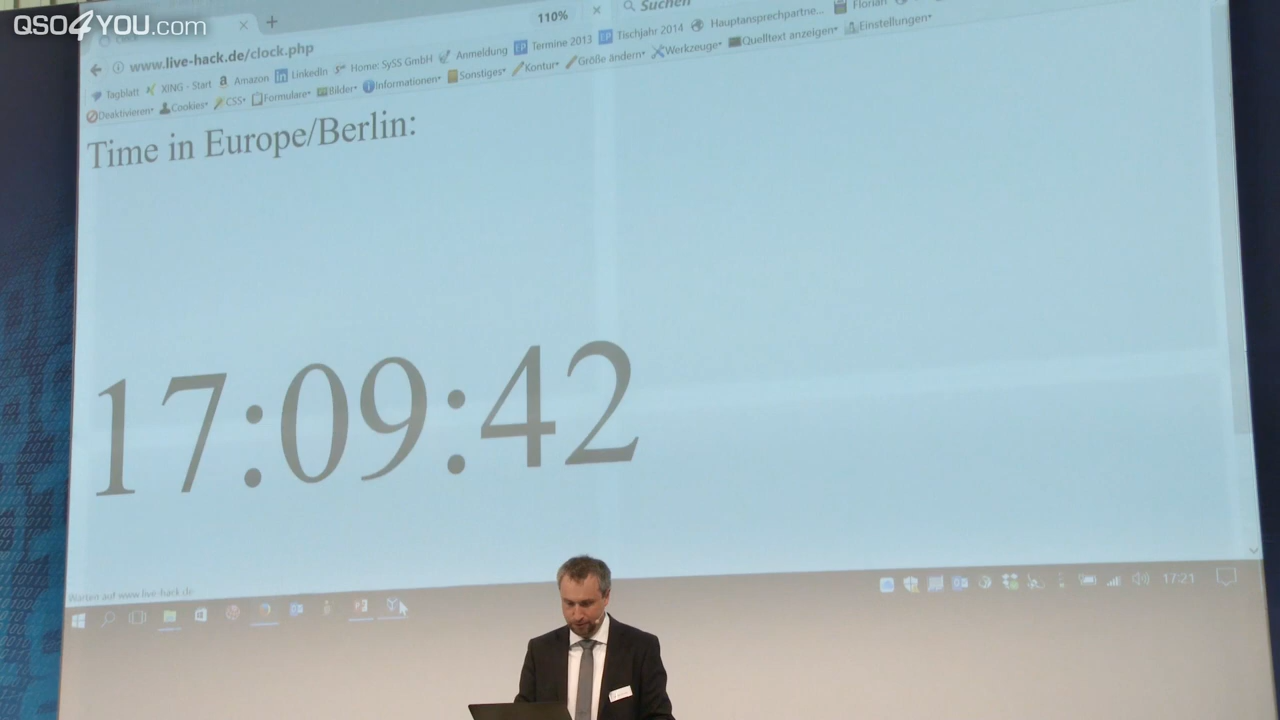 QSO4YOU.com
110%
Suchen
www.live-hack.de/clock.php
Tagblatt XING - Start Amazon LinkedIn Home: SySS GmbH Anmeldung Termine 2013 Tischjahr 2014 Hauptansprechpartne... Florian
Deaktivieren Cookies CSS Formulare Bilder Informationen Sonstiges Kontur Größe ändern Werkzeuge Quelltext anzeigen Einstellungen
Time in Europe/Berlin:
17:09:42
Warten auf www.live-hack.de
17:21